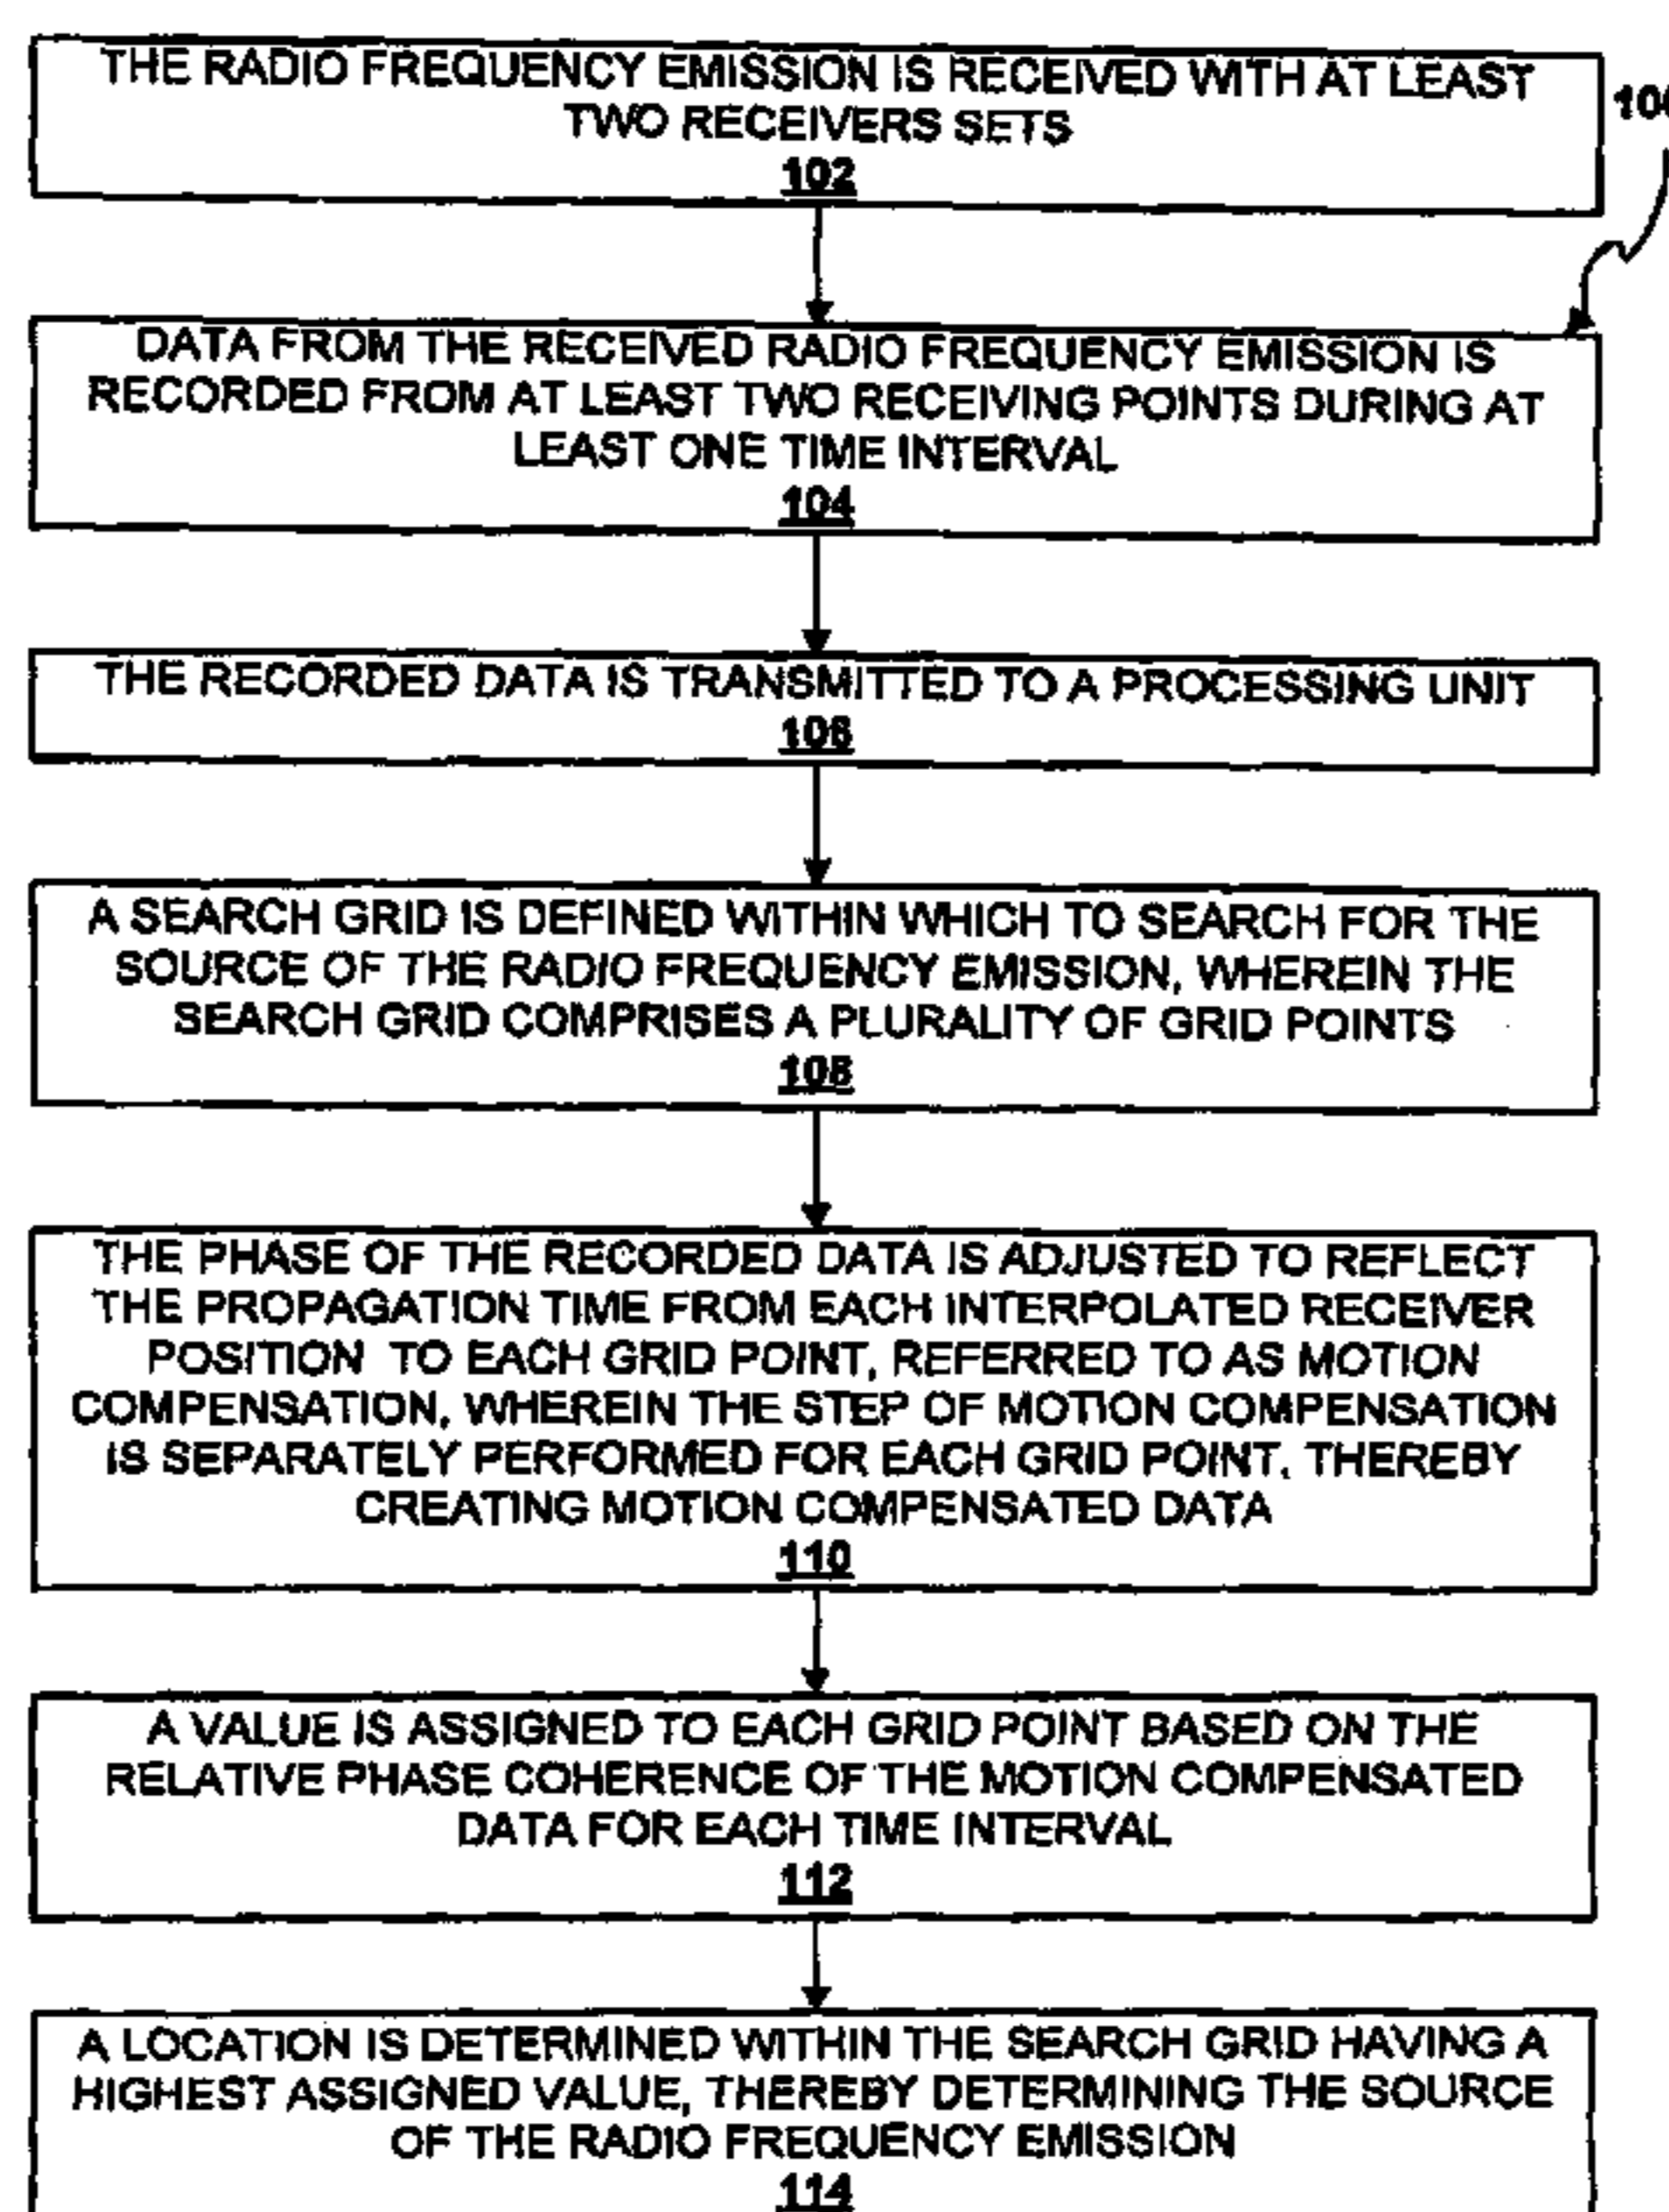 THE RADIO FREQUENCY EMISSION IS RECEIVED WITH AT LEAST
TWO RECEIVERS SETS
102
DATA FROM THE RECEIVED RADIO FREQUENCY EMISSION IS
RECORDED FROM AT LEAST TWO RECEIVING POINTS DURING AT
LEAST ONE TIME INTERVAL
104
THE RECORDED DATA IS TRANSMITTED TO A PROCESSING UNIT
106
A SEARCH GRID IS DEFINED WITHIN WHICH TO SEARCH FOR THE
SOURCE OF THE RADIO FREQUENCY EMISSION, WHEREIN THE
SEARCH GRID COMPRISES A PLURALITY OF GRID POINTS
108
THE PHASE OF THE RECORDED DATA IS ADJUSTED TO REFLECT
THE PROPAGATION TIME FROM EACH INTERPOLATED RECEIVER
POSITION TO EACH GRID POINT, REFERRED TO AS MOTION
COMPENSATION, WHEREIN THE STEP OF MOTION COMPENSATION
IS SEPARATELY PERFORMED FOR EACH GRID POINT, THEREBY
CREATING MOTION COMPENSATED DATA
110
A VALUE IS ASSIGNED TO EACH GRID POINT BASED ON THE
RELATIVE PHASE COHERENCE OF THE MOTION COMPENSATED
DATA FOR EACH TIME INTERVAL
112
A LOCATION IS DETERMINED WITHIN THE SEARCH GRID HAVING A
HIGHEST ASSIGNED VALUE, THEREBY DETERMINING THE SOURCE
OF THE RADIO FREQUENCY EMISSION
114